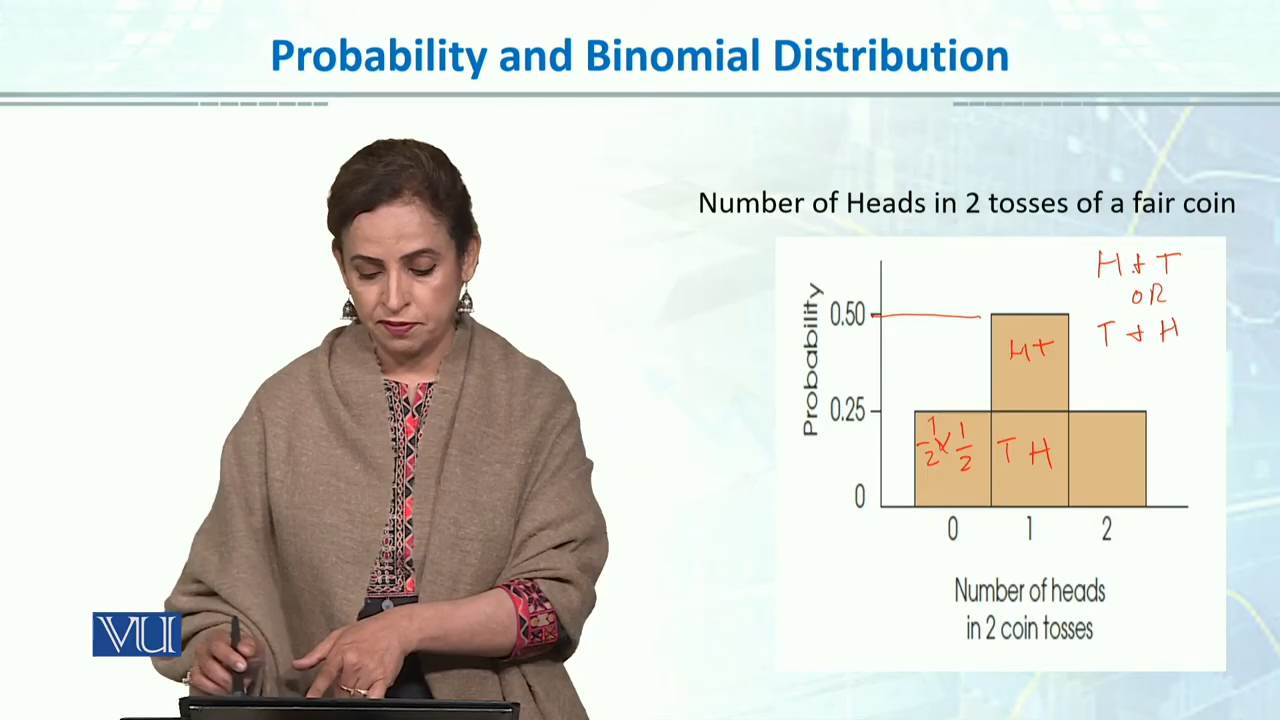 Probability and Binomial Distribution
Number of Heads in 2 tosses of a fair coin
H & T
OR
T & H
Probability
0.50
0.25
0
HT
1/2 x 1/2
T H
0 1 2
Number of heads
in 2 coin tosses
VU